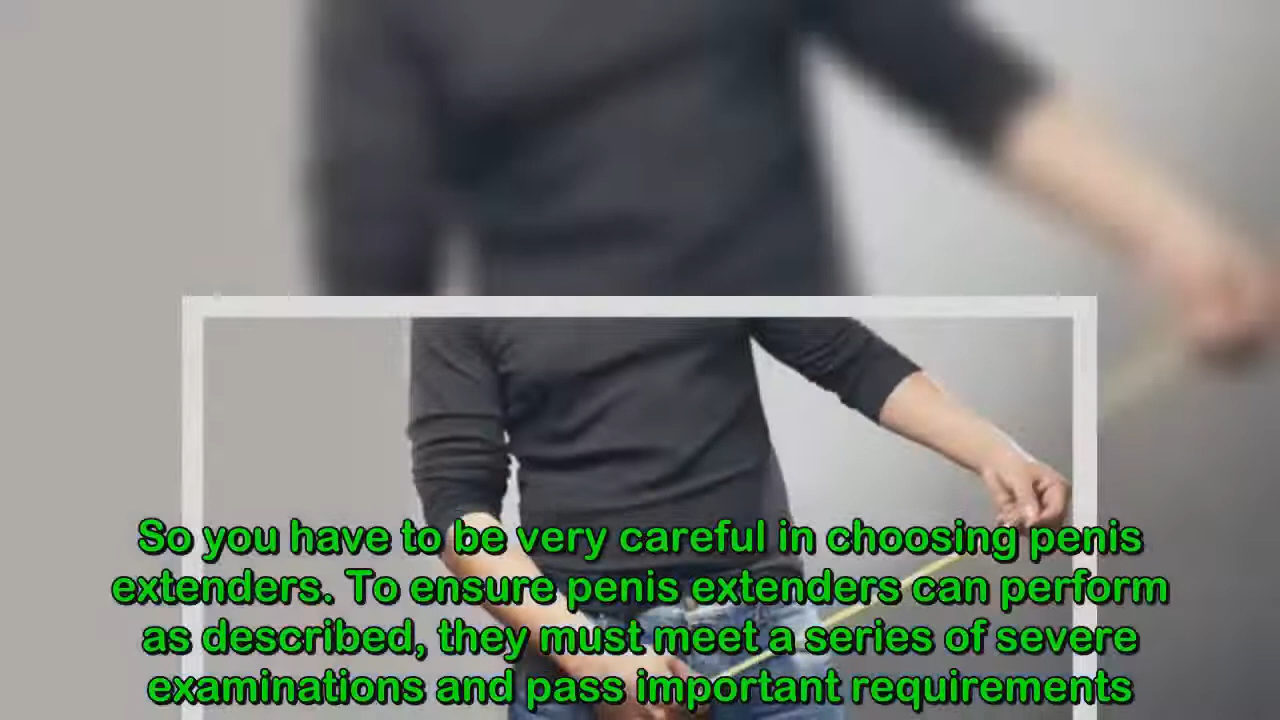 So you have to be very careful in choosing penis
extenders. To ensure penis extenders can perform
as described, they must meet a series of severe
examinations and pass important requirements